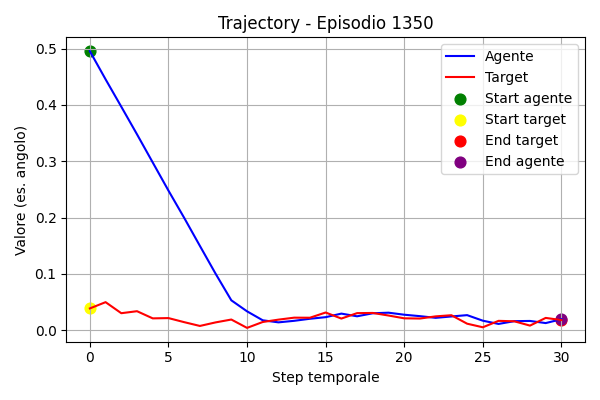 Trajectory - Episodio 1350
Valore (es. angolo)
0.5
0.4
0.3
0.2
0.1
0.0
Agente
Target
Start agente
Start target
End target
End agente
0 5 10 15 20 25 30
Step temporale